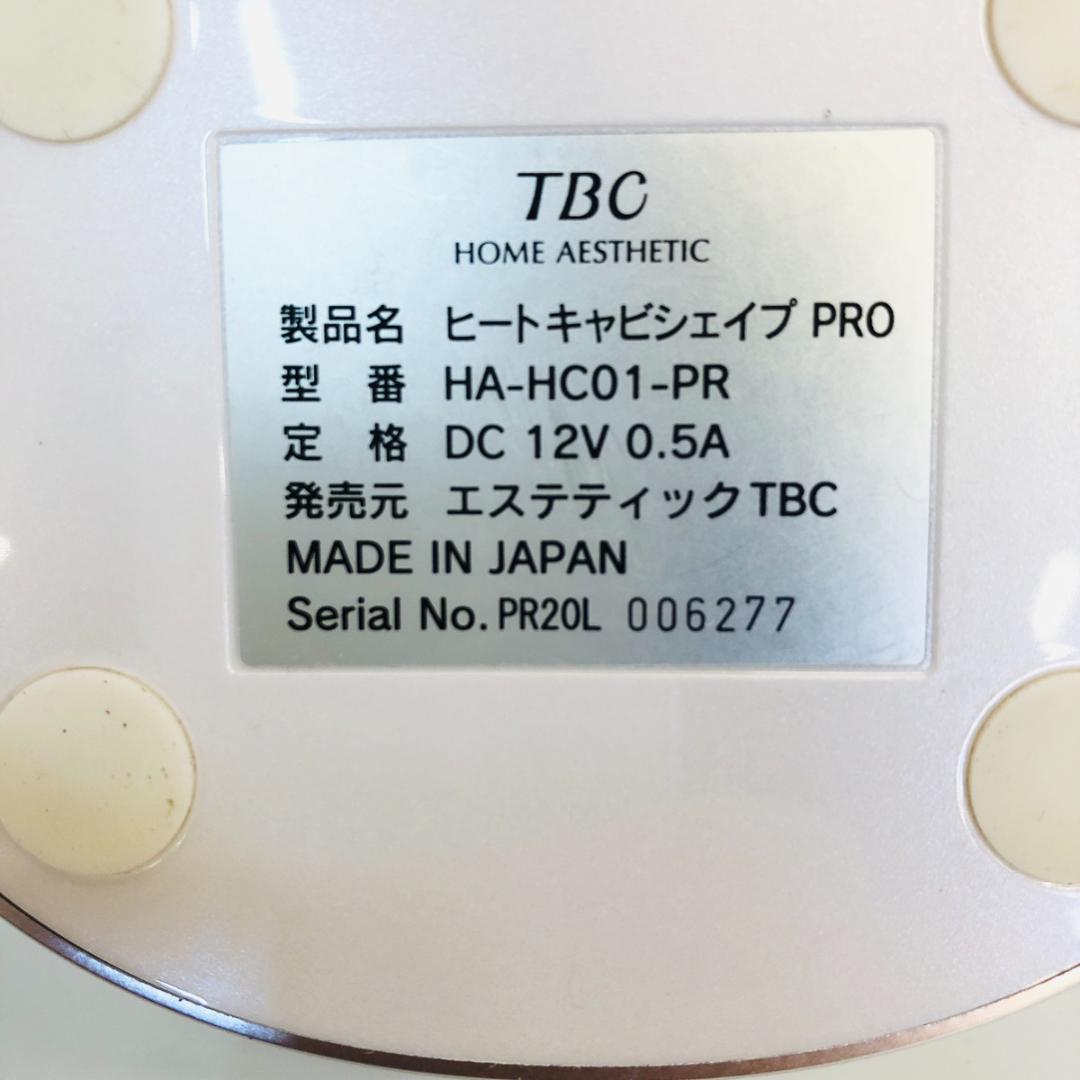 TBC
HOME AESTHETIC
製品名 ヒートキャビシェイプ PRO
型 番 HA-HC01-PR
定 格 DC 12V 0.5A
発売元 エステティックTBC
MADE IN JAPAN
Serial No. PR20L 006277